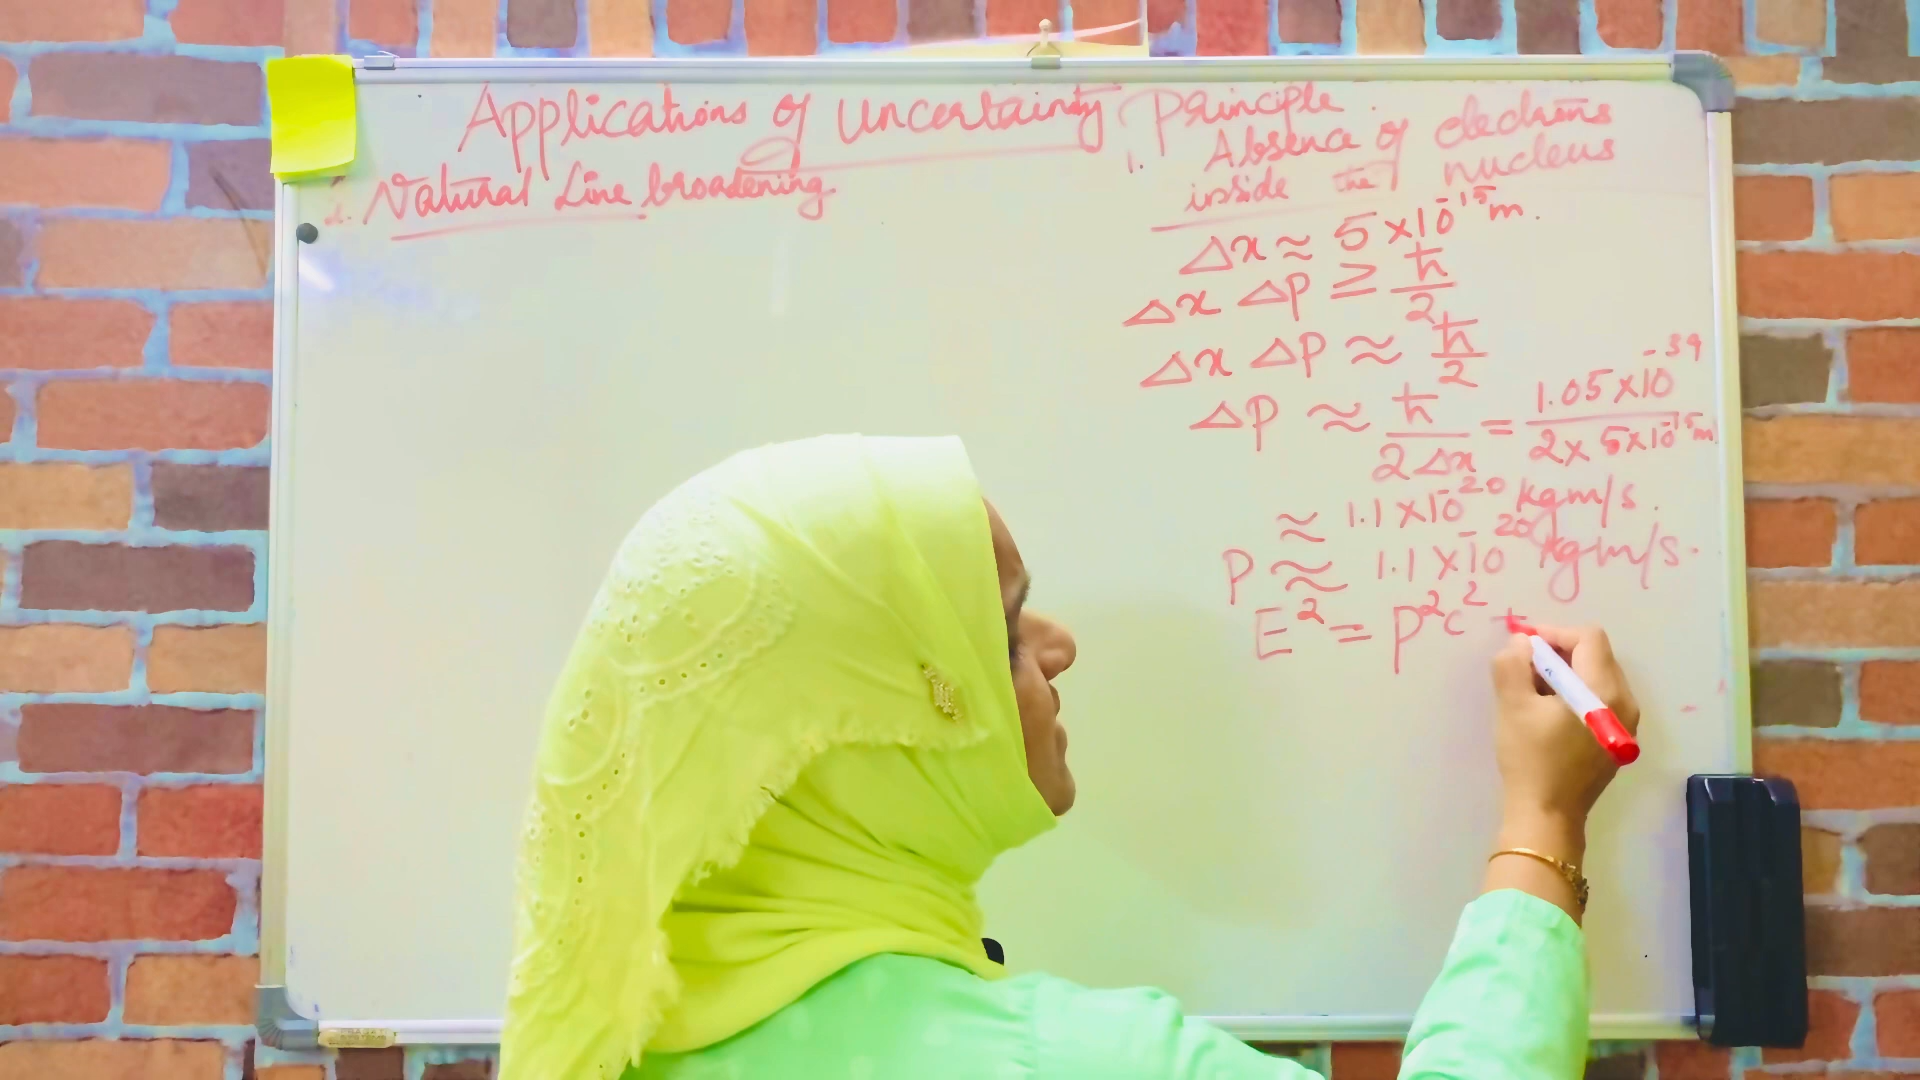 Applications of uncertainty Principle.
2. Natural Line broadening.
1. Absence of electrons
inside the nucleus
Δx ≈ 5 × 10⁻¹⁵ m.
Δx Δp ≥ ħ/2
Δx Δp ≈ ħ/2
Δp ≈ ħ/2Δx = 1.05 × 10⁻³⁴/2 × 5 × 10⁻¹⁵ m
≈ 1.1 × 10⁻²⁰ kg m/s.
P ≈ 1.1 × 10⁻²⁰ kg m/s.
E² = P²c² +